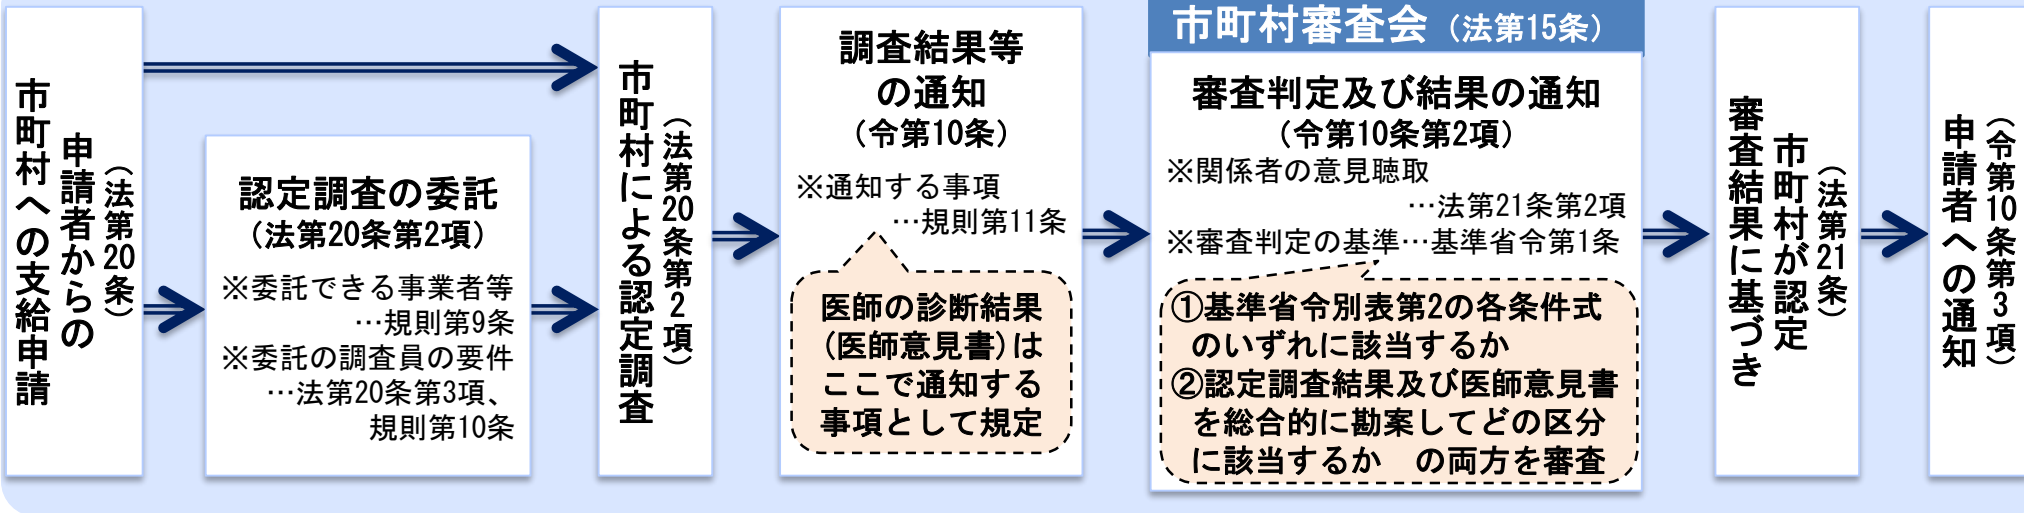 申請者からの
市町村への支給申請
（法第20条）
認定調査の委託
（法第20条第2項）
※委託できる事業者等
…規則第9条
※委託の調査員の要件
…法第20条第3項、
規則第10条
市町村による認定調査
（法第20条第2項）
調査結果等
の通知
（令第10条）
※通知する事項
…規則第11条
医師の診断結果
(医師意見書)は
ここで通知する
事項として規定
市町村審査会（法第15条）
審査判定及び結果の通知
（令第10条第2項）
※関係者の意見聴取
…法第21条第2項
※審査判定の基準…基準省令第1条
①基準省令別表第2の各条件式
のいずれに該当するか
②認定調査結果及び医師意見書
を総合的に勘案してどの区分
に該当するか　の両方を審査
審査結果に基づき
市町村が認定
（法第21条）
申請者への通知
（令第10条第3項）